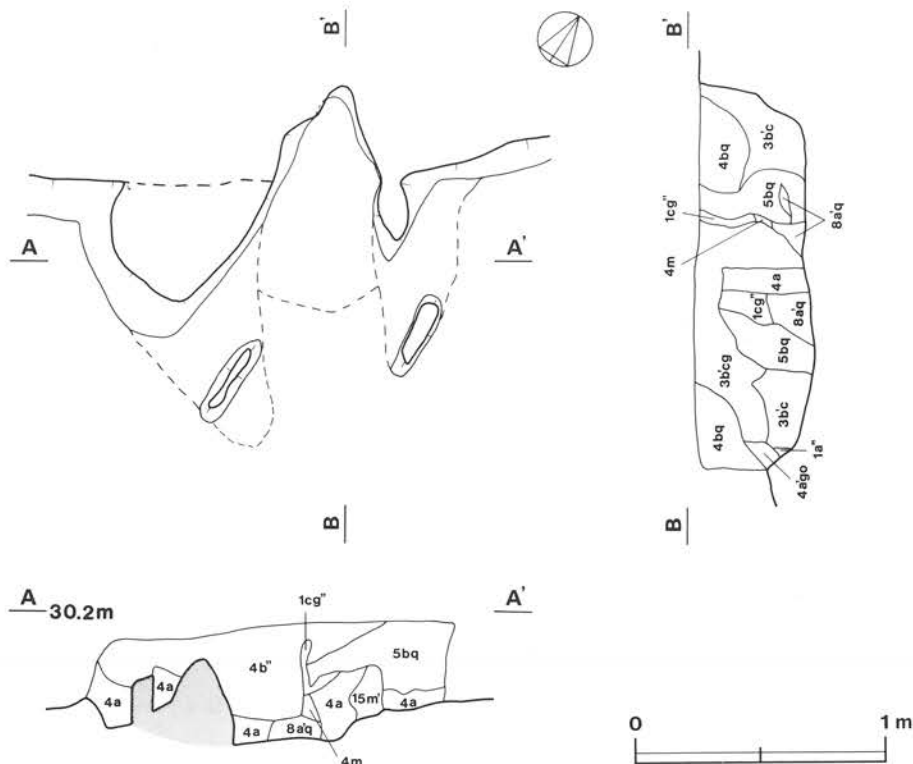 B'
B'
A
A'
B
B
3b'c
4bq
5bq
1cg"
8a'q
4m
4a
1cg"
8a'q
5bq
3b'cg
3b'c
4bq
1a"
4a'go
A 30.2m
A'
1cg"
4b"
5bq
4a
4a
4a
15m'
4a
4a
8a'q
4m
0
1 m